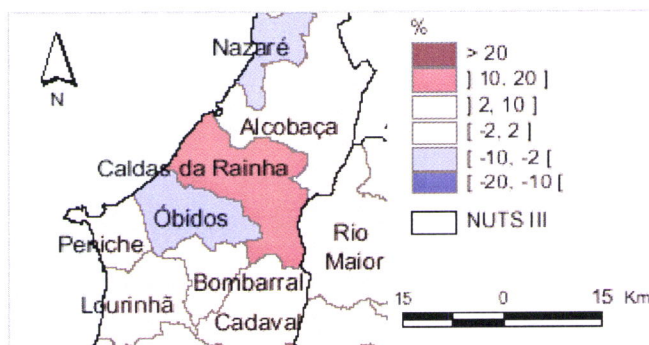 Nazaré
N
Alcobaça
Caldas da Rainha
Óbidos
Peniche
Rio
Maior
Bombarral
Lourinhã
Cadaval
%
> 20
] 10, 20 ]
] 2, 10 ]
[ -2, 2 ]
[ -10, -2 [
[ -20, -10 [
NUTS III
15 0 15 Km